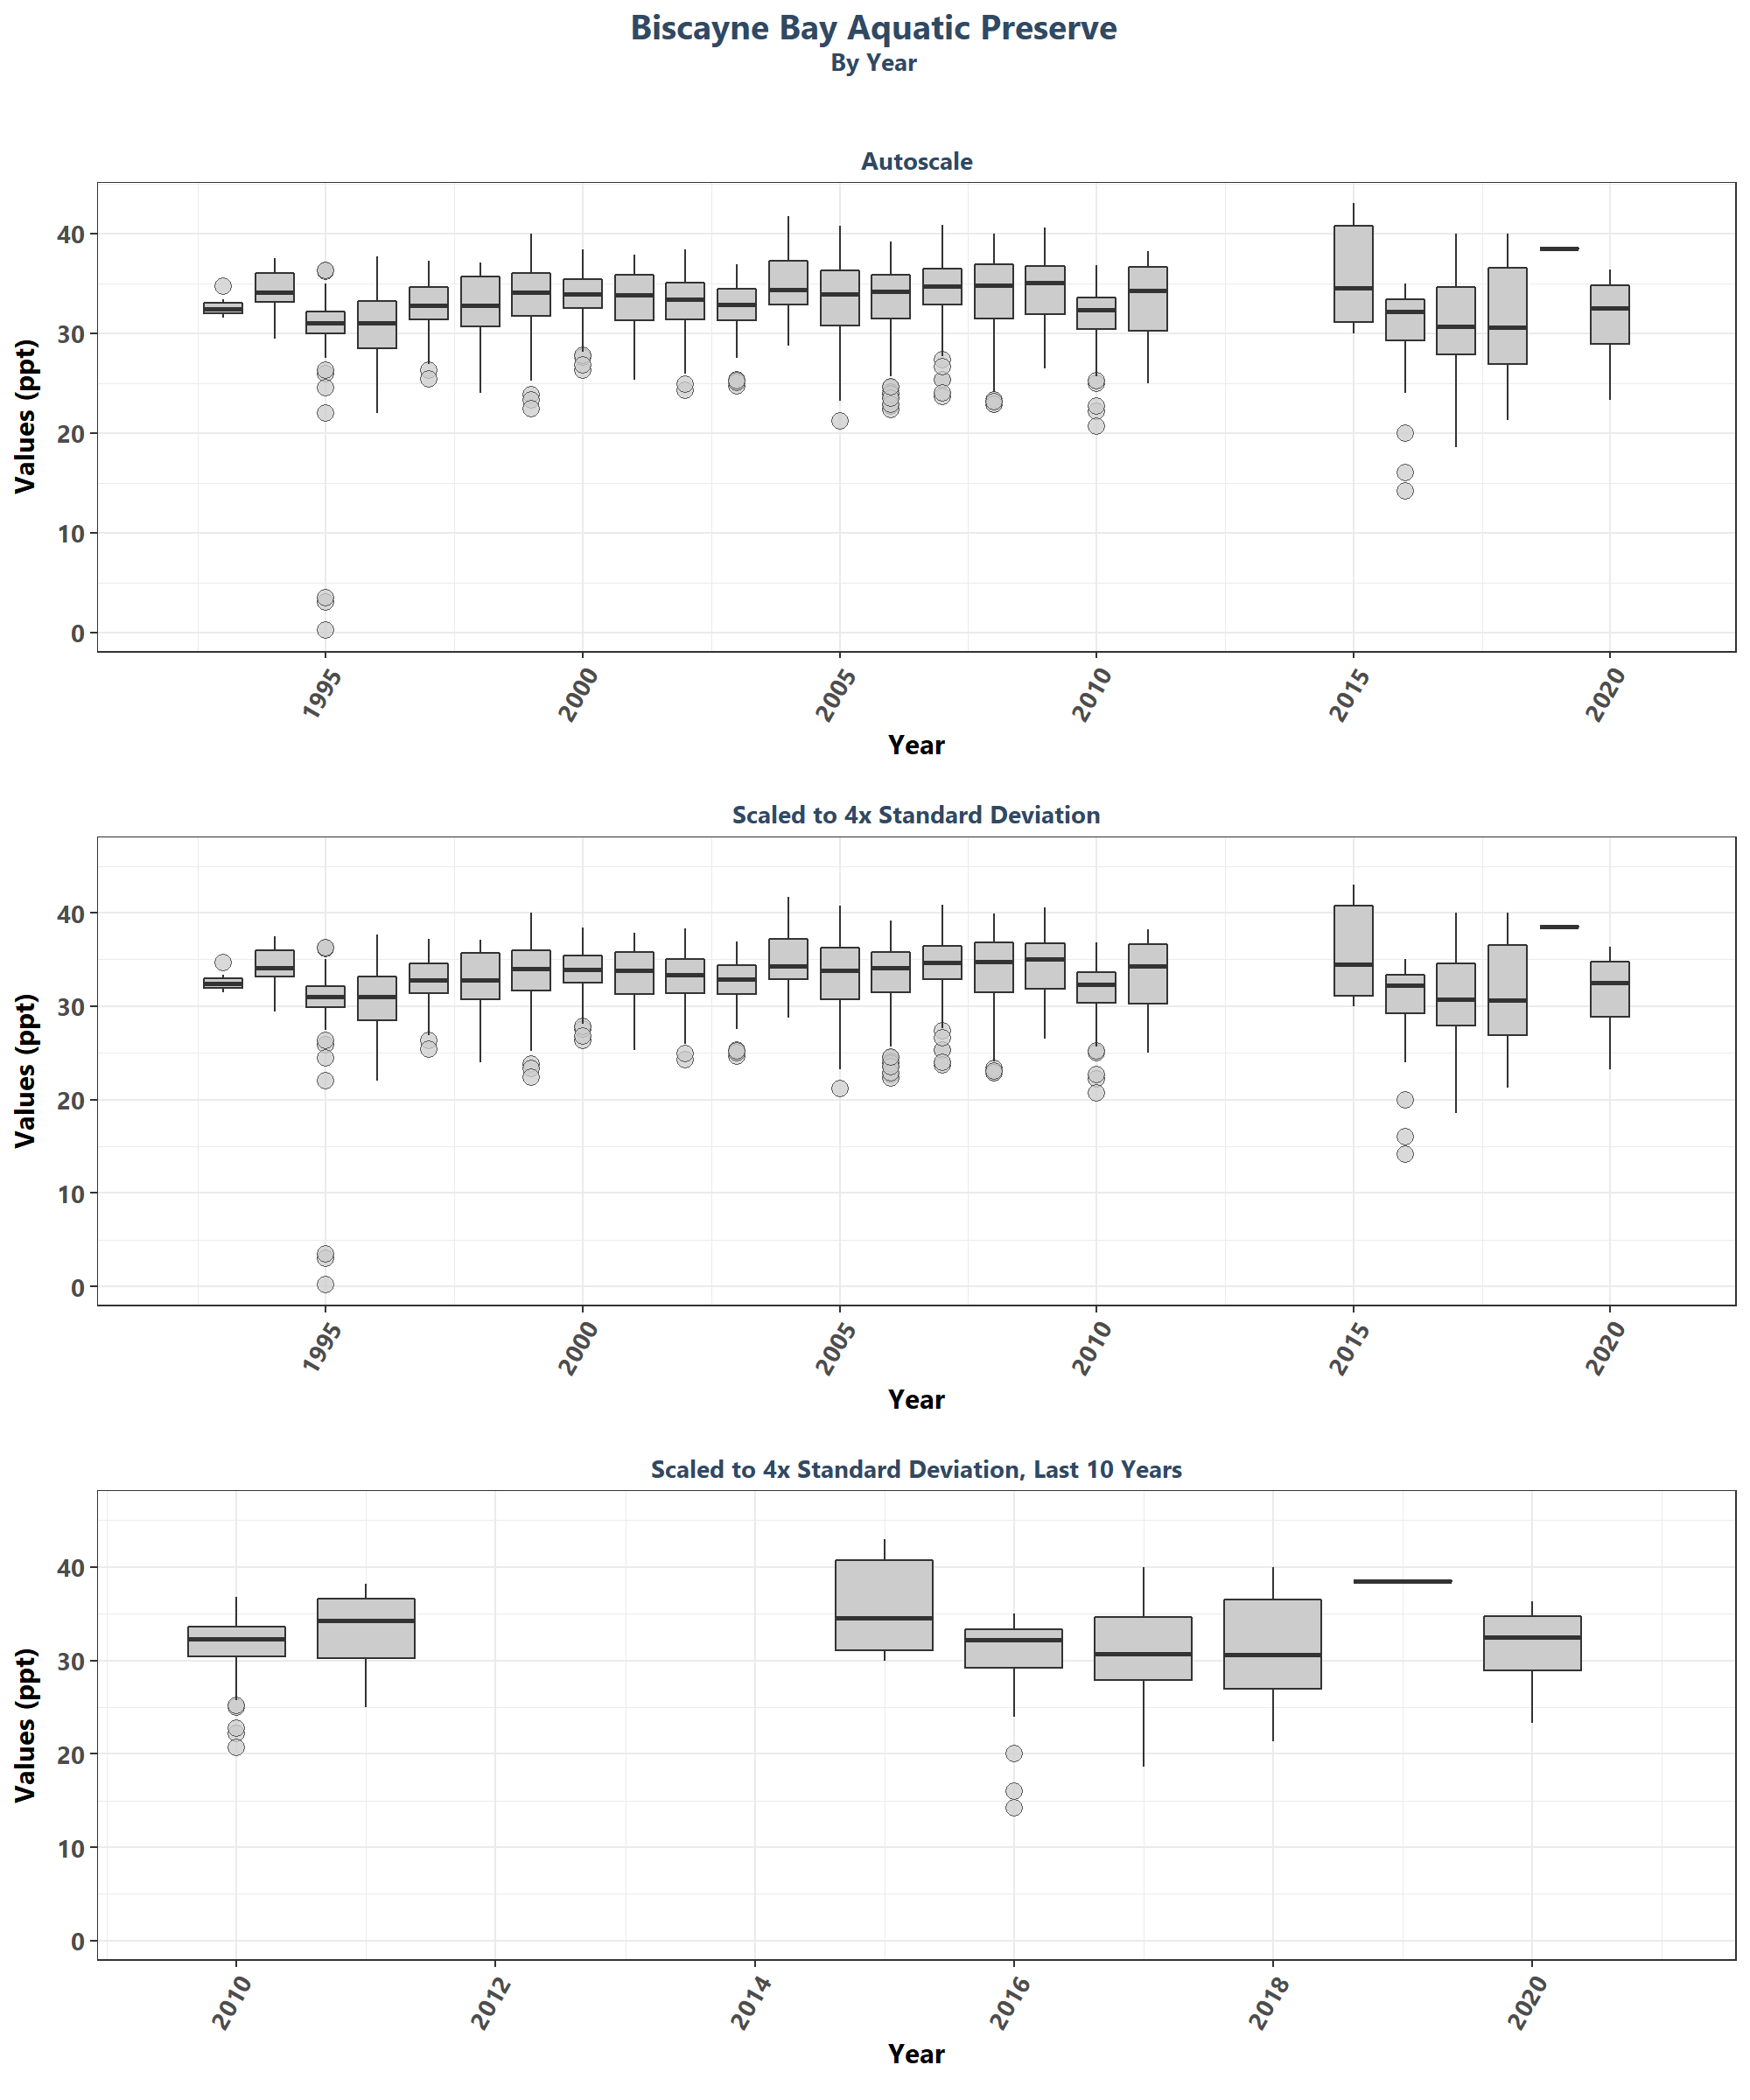 Biscayne Bay Aquatic Preserve
By Year
Autoscale
Values (ppt)
40
30
20
10
0
1995 2000 2005 2010 2015 2020
Year
Scaled to 4x Standard Deviation
Values (ppt)
40
30
20
10
0
1995 2000 2005 2010 2015 2020
Year
Scaled to 4x Standard Deviation, Last 10 Years
Values (ppt)
40
30
20
10
0
2010 2012 2014 2016 2018 2020
Year